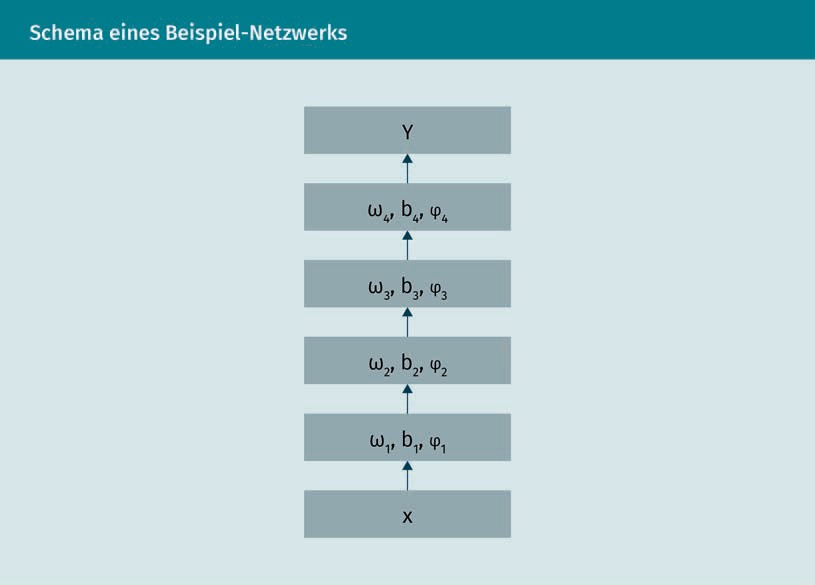 Schema eines Beispiel-Netzwerks
Y
ω₄, b₄, φ₄
ω₃, b₃, φ₃
ω₂, b₂, φ₂
ω₁, b₁, φ₁
x